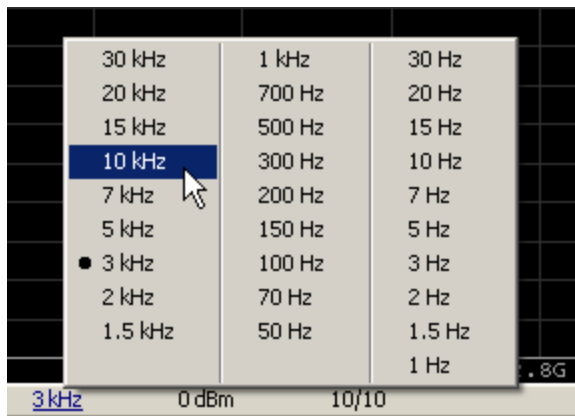 30 kHz
20 kHz
15 kHz
10 kHz
7 kHz
5 kHz
3 kHz
2 kHz
1.5 kHz
1 kHz
700 Hz
500 Hz
300 Hz
200 Hz
150 Hz
100 Hz
70 Hz
50 Hz
30 Hz
20 Hz
15 Hz
10 Hz
7 Hz
5 Hz
3 Hz
2 Hz
1.5 Hz
1 Hz
.8G
3 kHz 0 dBm 10/10